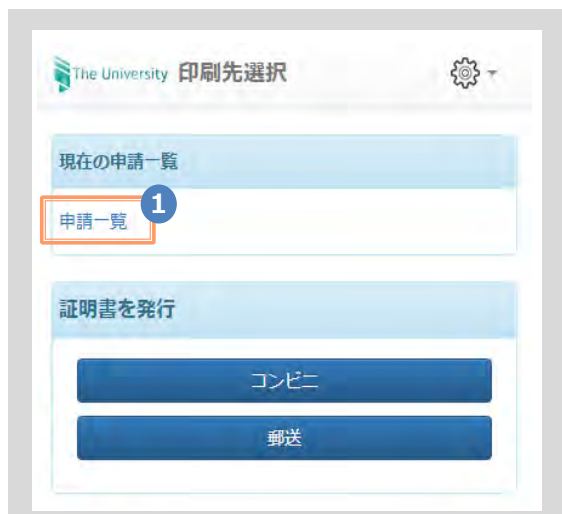 The University 印刷先選択
現在の申請一覧
申請一覧
1
証明書を発行
コンビニ
郵送